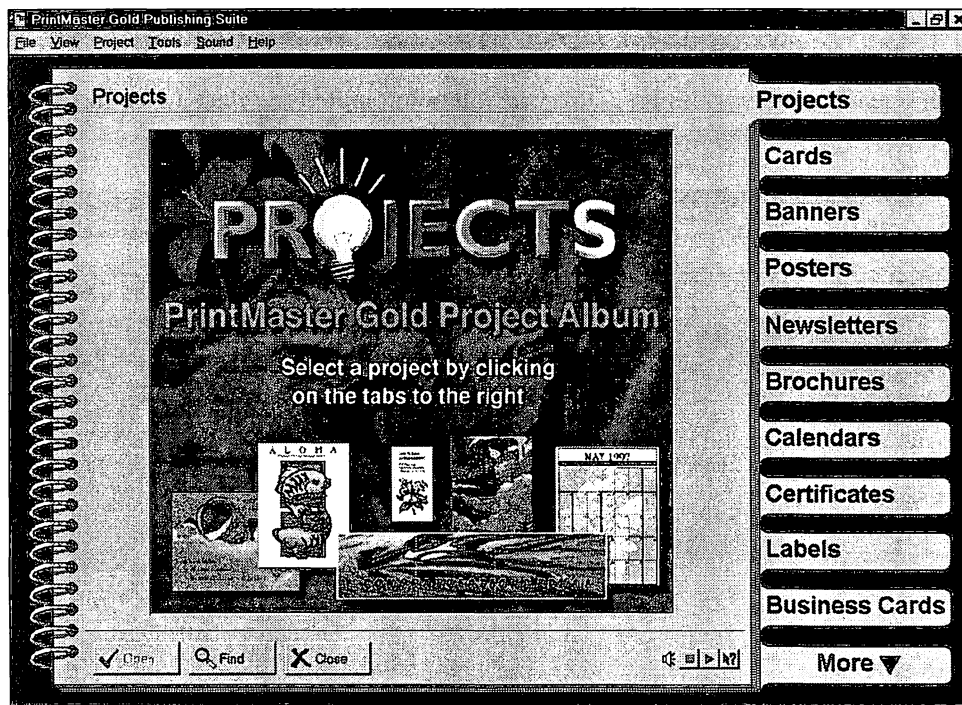 PrintMaster Gold Publishing Suite
File View Project Tools Sound Help
Projects
PROJECTS
PrintMaster Gold Project Album
Select a project by clicking
on the tabs to the right
ALOHA
MAY 1997
Open Find Close
Projects
Cards
Banners
Posters
Newsletters
Brochures
Calendars
Certificates
Labels
Business Cards
More